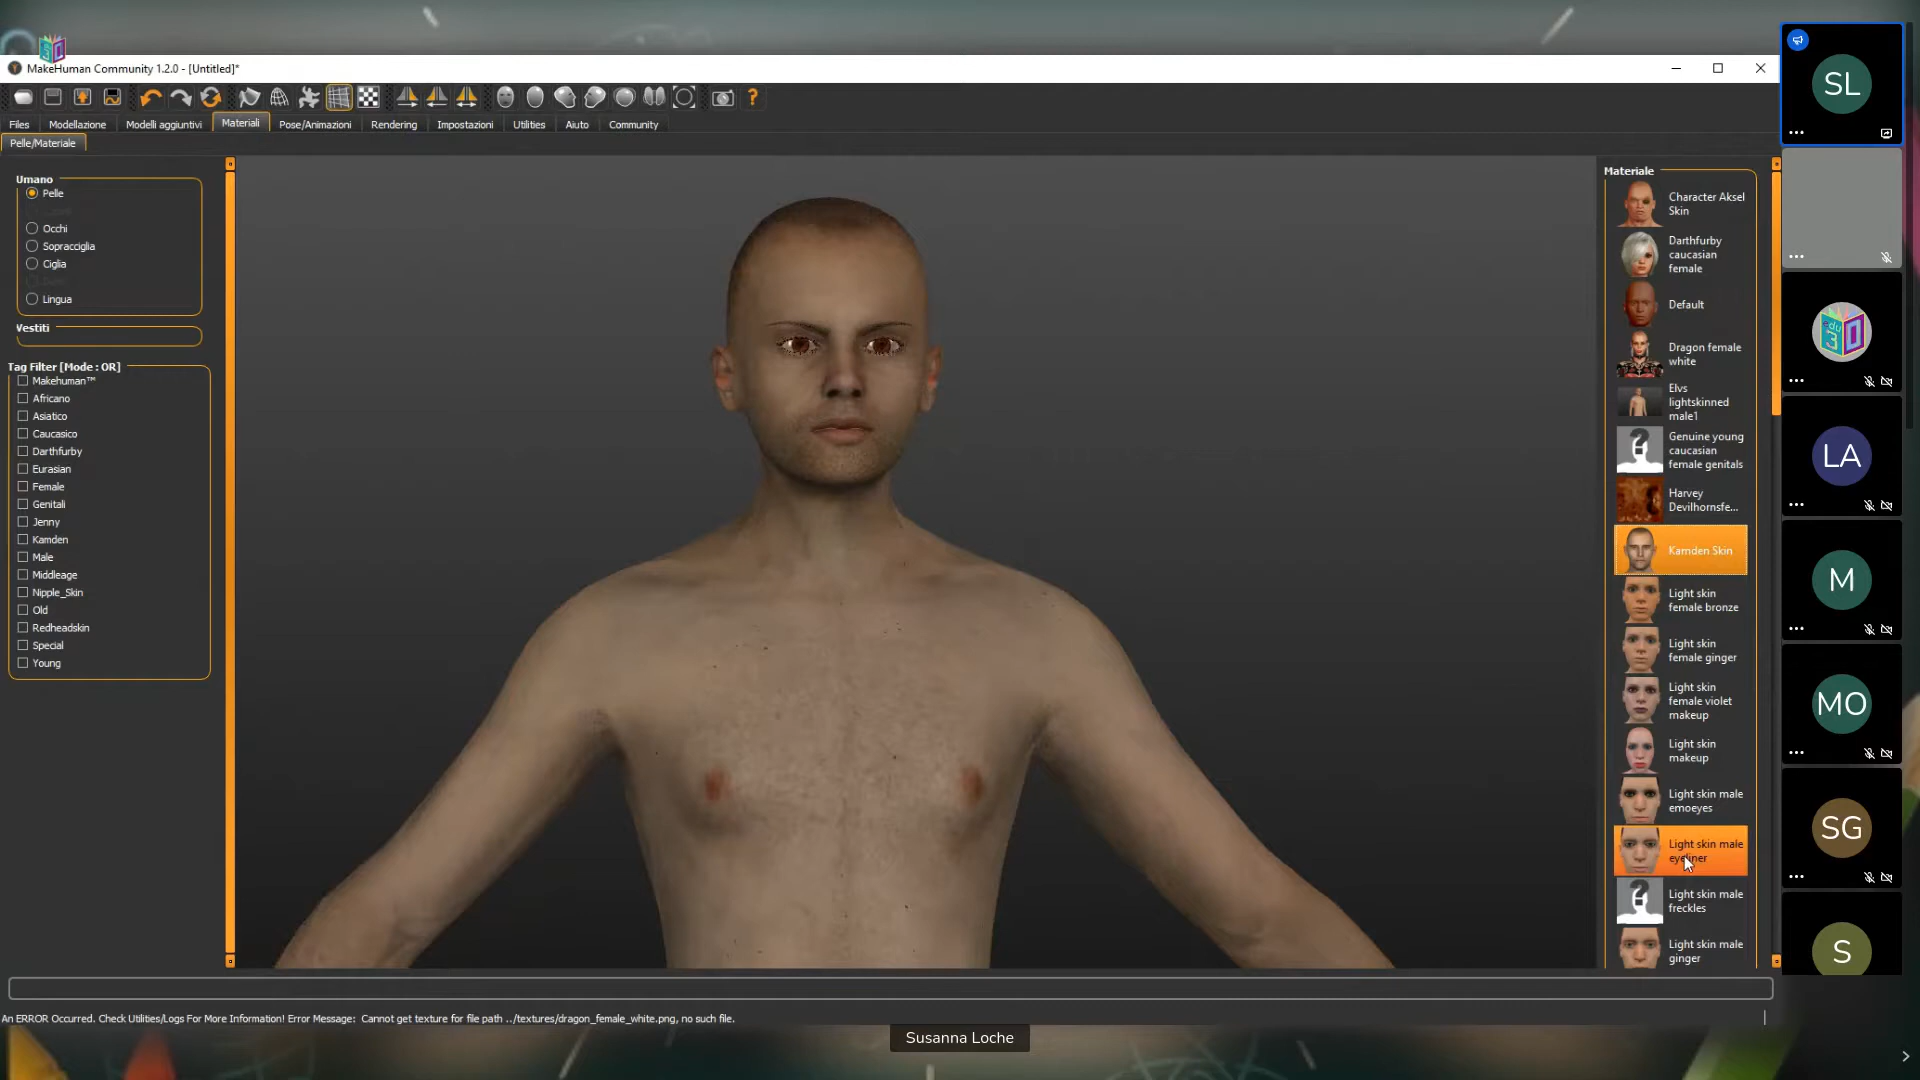 MakeHuman Community 1.2.0 - [Untitled]*
Files
Modellazione
Modelli aggiuntivi
Materiali
Pose/Animazioni
Rendering
Impostazioni
Utilities
Aiuto
Community
Pelle/Materiale
Umano
Pelle
Occhi
Sopracciglia
Ciglia
Lingua
Vestiti
Tag Filter [Mode : OR]
Makehuman™
Africano
Asiatico
Caucasico
Darthfurby
Eurasian
Female
Genitali
Jenny
Kamden
Male
Middleage
Nipple_Skin
Old
Redheadskin
Special
Young
Materiale
Character Aksel
Skin
Darthfurby
caucasian
female
Default
Dragon female
white
Elvs
lightskinned
male1
Genuine young
caucasian
female genitals
Harvey
Devilhornsfe...
Kamden Skin
Light skin
female bronze
Light skin
female ginger
Light skin
female violet
makeup
Light skin
makeup
Light skin male
emoeyes
Light skin male
eyeliner
Light skin male
freckles
Light skin male
ginger
An ERROR Occurred. Check Utilities/Logs For More Information! Error Message: Cannot get texture for file path ../textures/dragon_female_white.png, no such file.
Susanna Loche
SL
edu
3D
LA
M
MO
SG
S